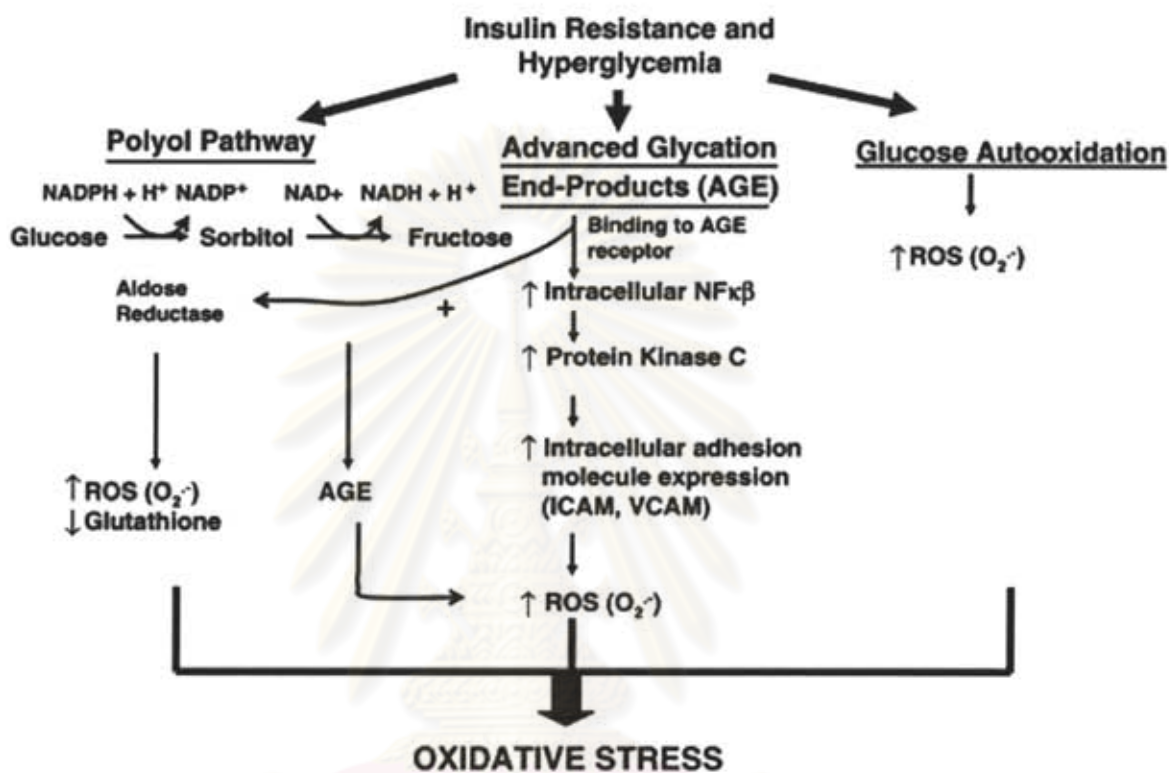 Insulin Resistance and
Hyperglycemia
Polyol Pathway
NADPH + H⁺ NADP⁺ NAD+ NADH + H⁺
Glucose Sorbitol Fructose
Aldose
Reductase
↑ROS (O₂·⁻)
↓Glutathione
+
AGE
Advanced Glycation
End-Products (AGE)
Binding to AGE
receptor
↑ Intracellular NFκβ
↑ Protein Kinase C
↑ Intracellular adhesion
molecule expression
(ICAM, VCAM)
↑ ROS (O₂·⁻)
Glucose Autooxidation
↑ROS (O₂·⁻)
OXIDATIVE STRESS